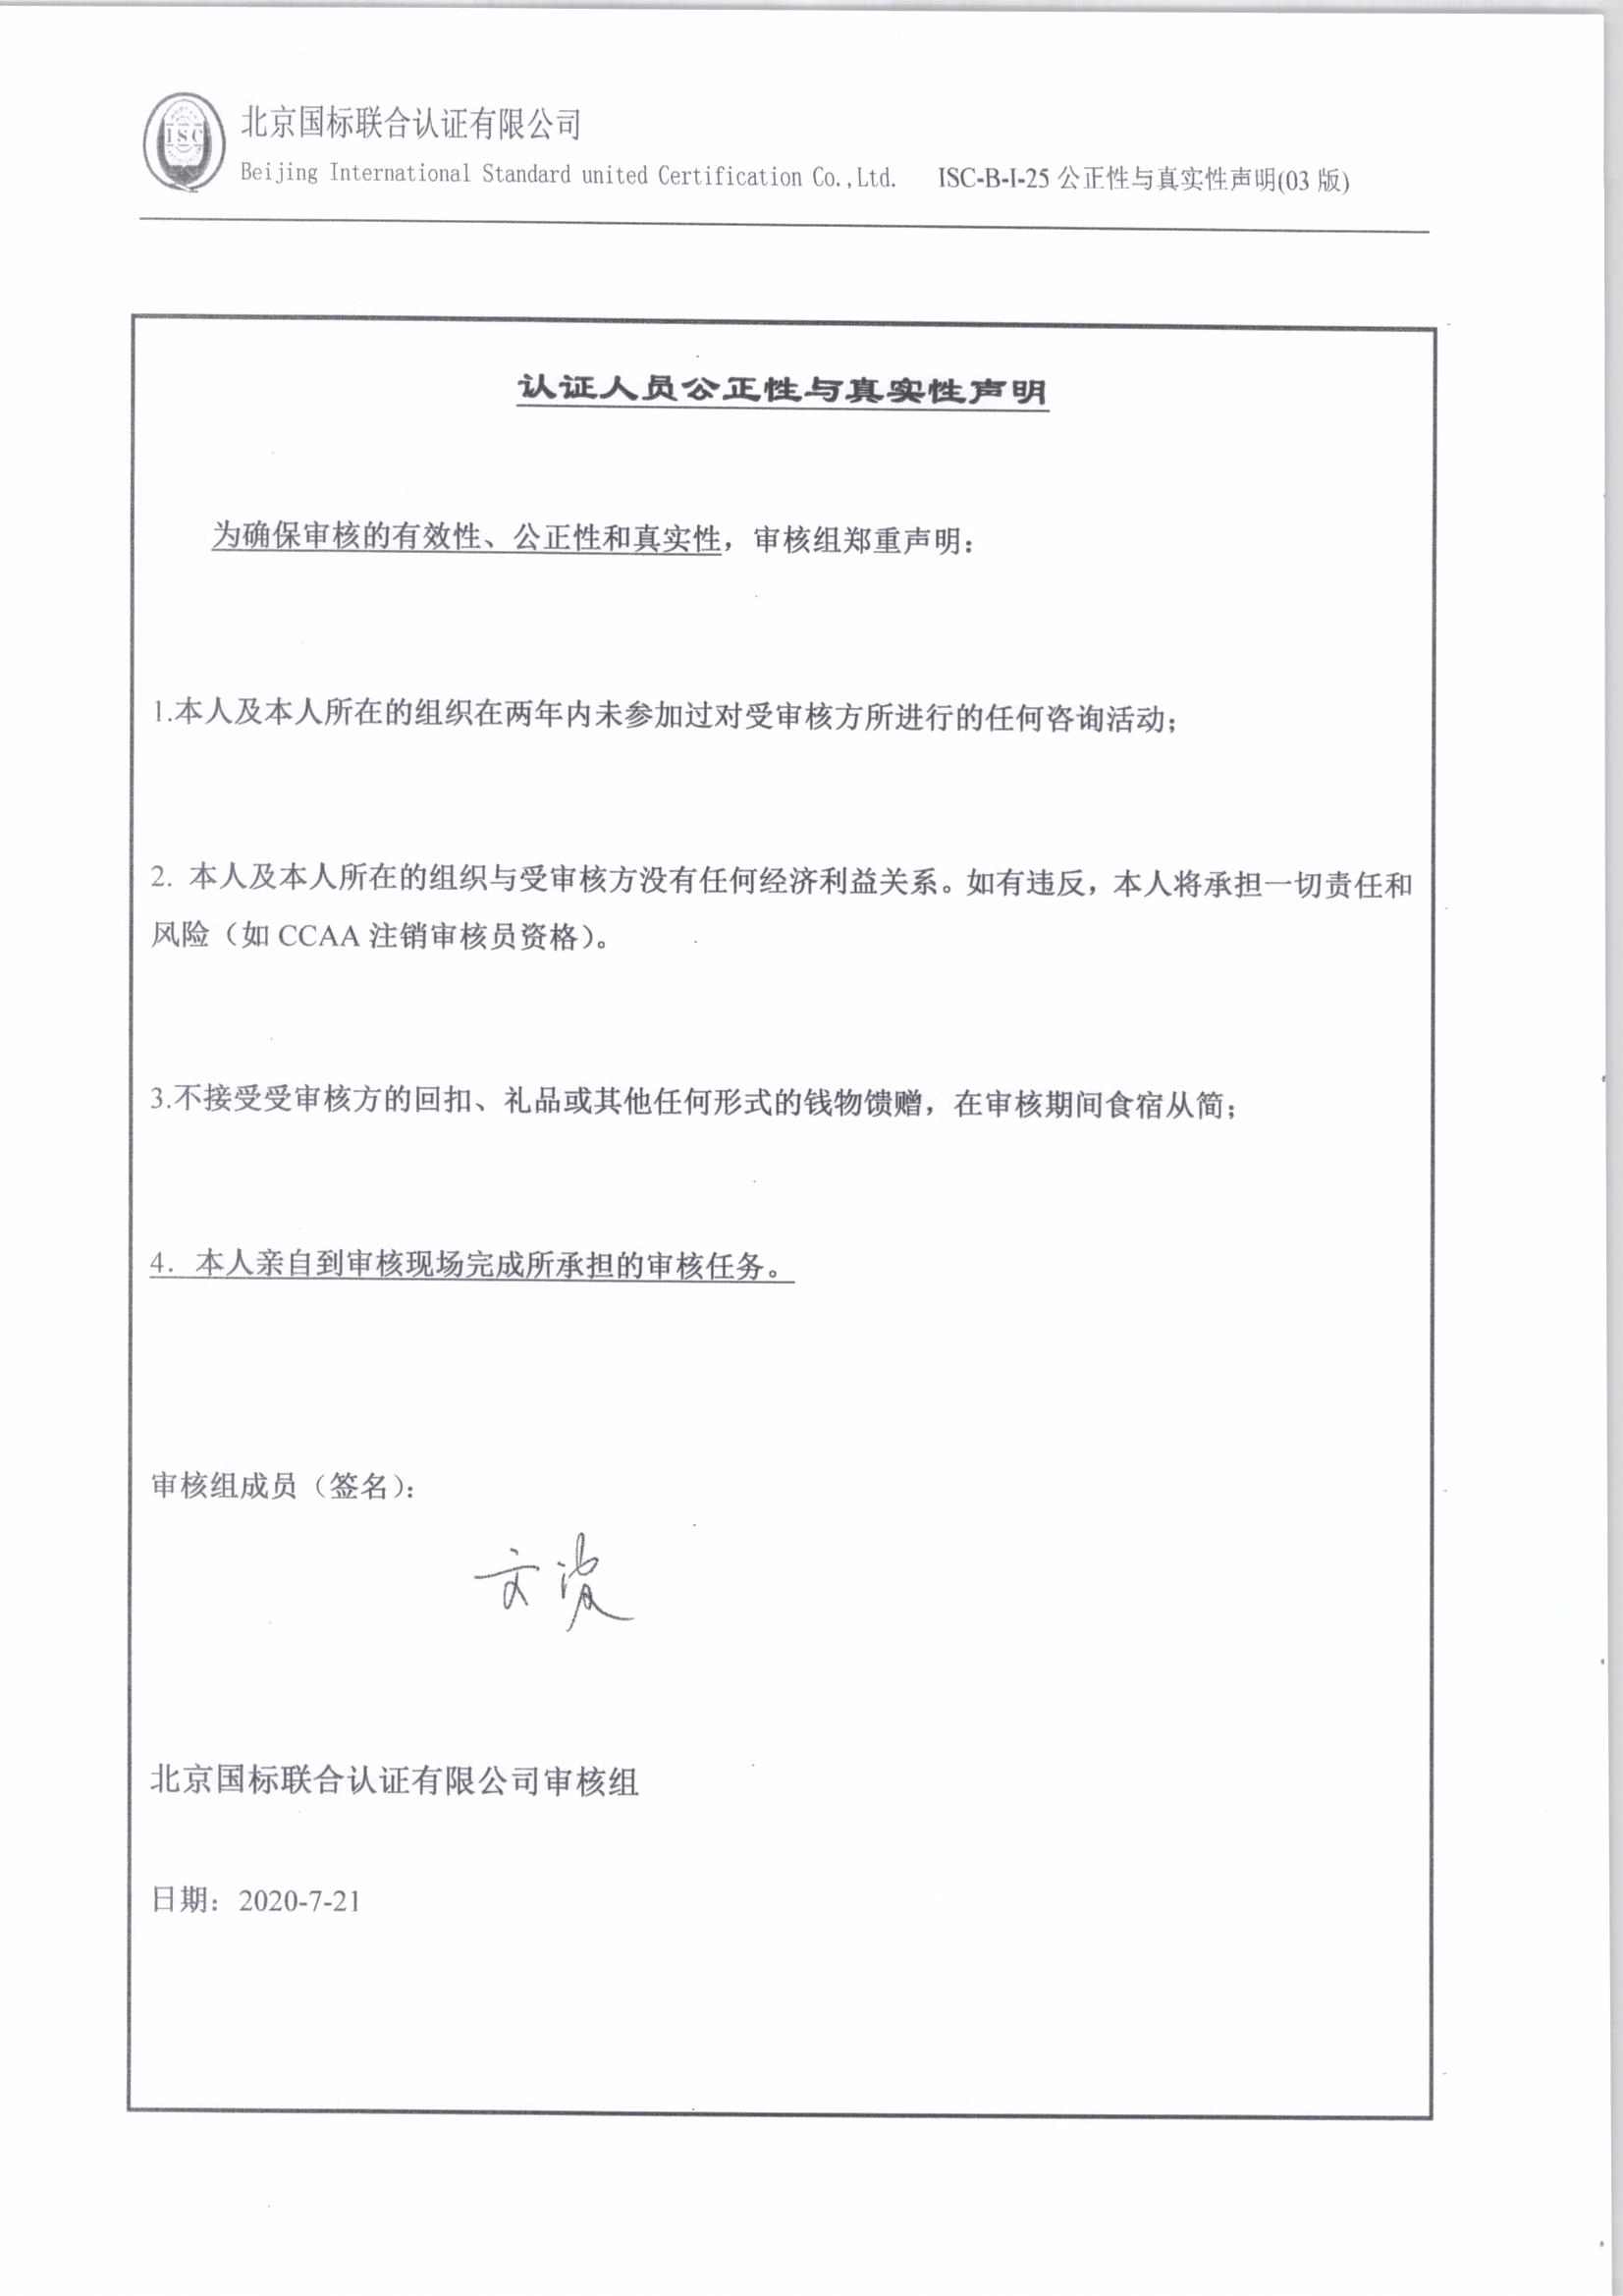 ISC
北京国标联合认证有限公司
Beijing International Standard united Certification Co.,Ltd. ISC-B-I-25 公正性与真实性声明(03 版)
认证人员公正性与真实性声明
为确保审核的有效性、公正性和真实性，审核组郑重声明：
1.本人及本人所在的组织在两年内未参加过对受审核方所进行的任何咨询活动；
2. 本人及本人所在的组织与受审核方没有任何经济利益关系。如有违反，本人将承担一切责任和
风险（如 CCAA 注销审核员资格）。
3.不接受受审核方的回扣、礼品或其他任何形式的钱物馈赠，在审核期间食宿从简；
4. 本人亲自到审核现场完成所承担的审核任务。
审核组成员（签名）：
文波
北京国标联合认证有限公司审核组
日期：2020-7-21